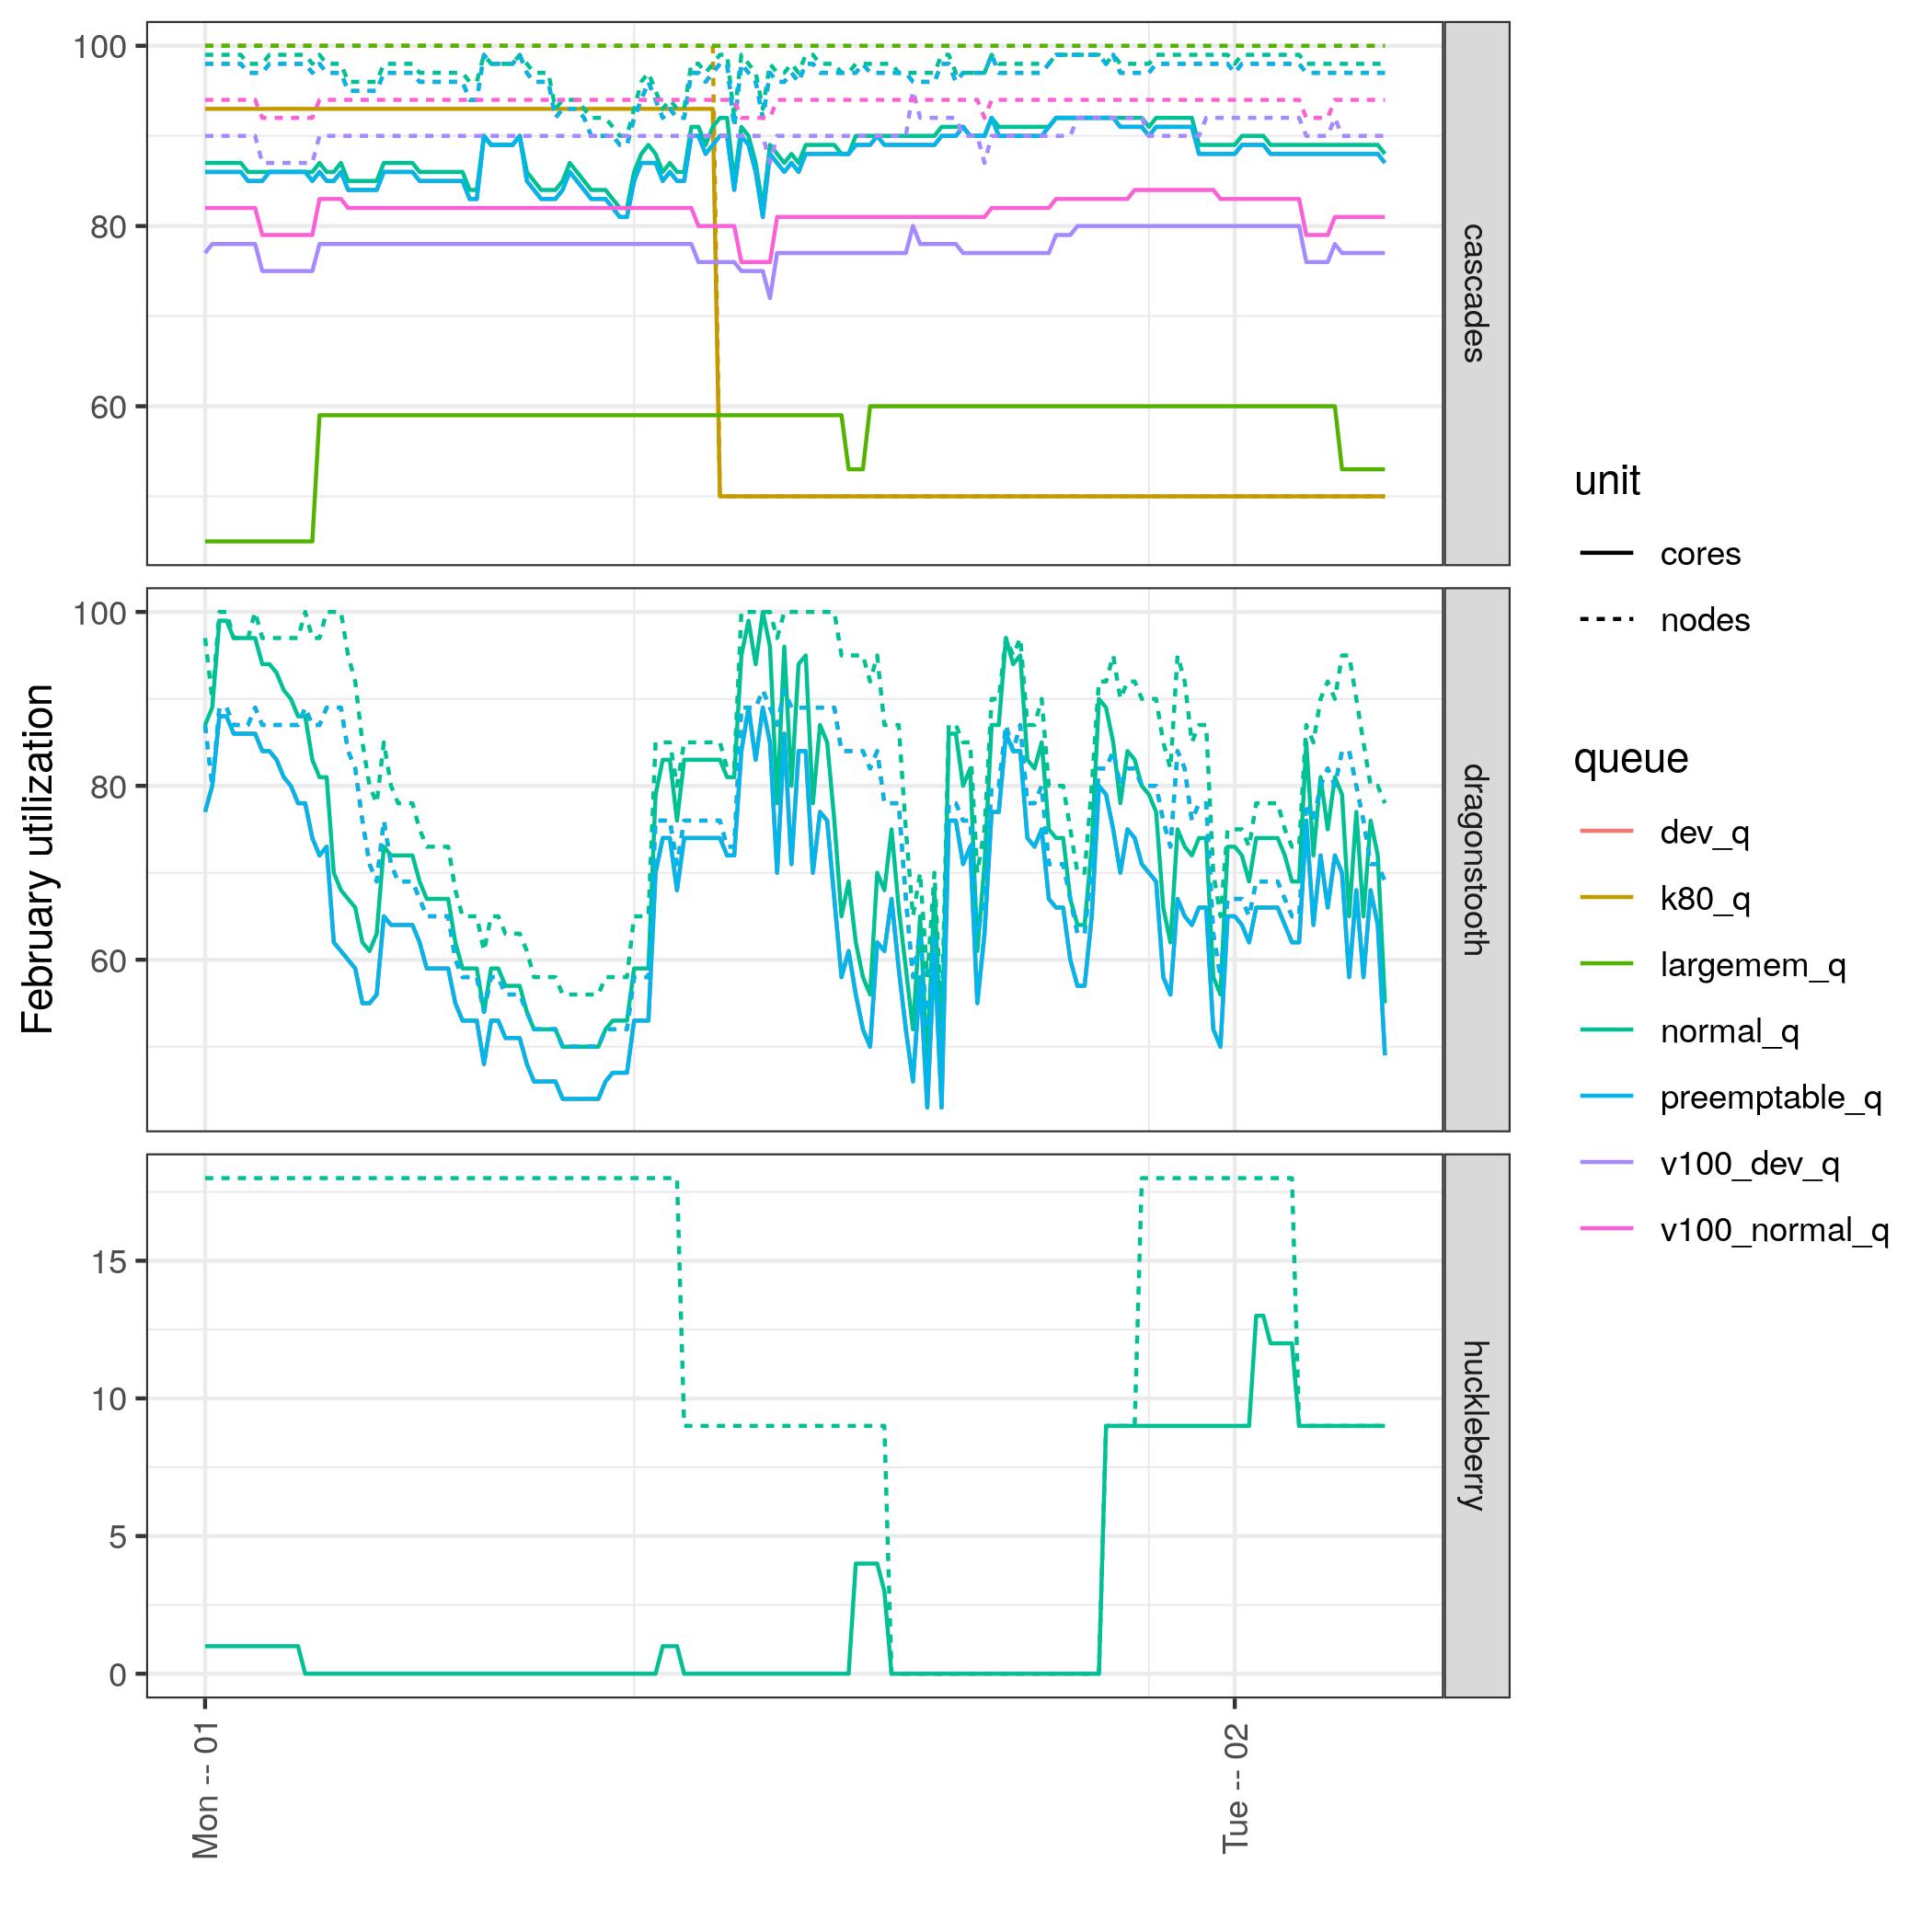 100
80
60
cascades
100
80
60
dragonstooth
15
10
5
0
huckleberry
February utilization
Mon -- 01
Tue -- 02
unit
cores
nodes
queue
dev_q
k80_q
largemem_q
normal_q
preemptable_q
v100_dev_q
v100_normal_q